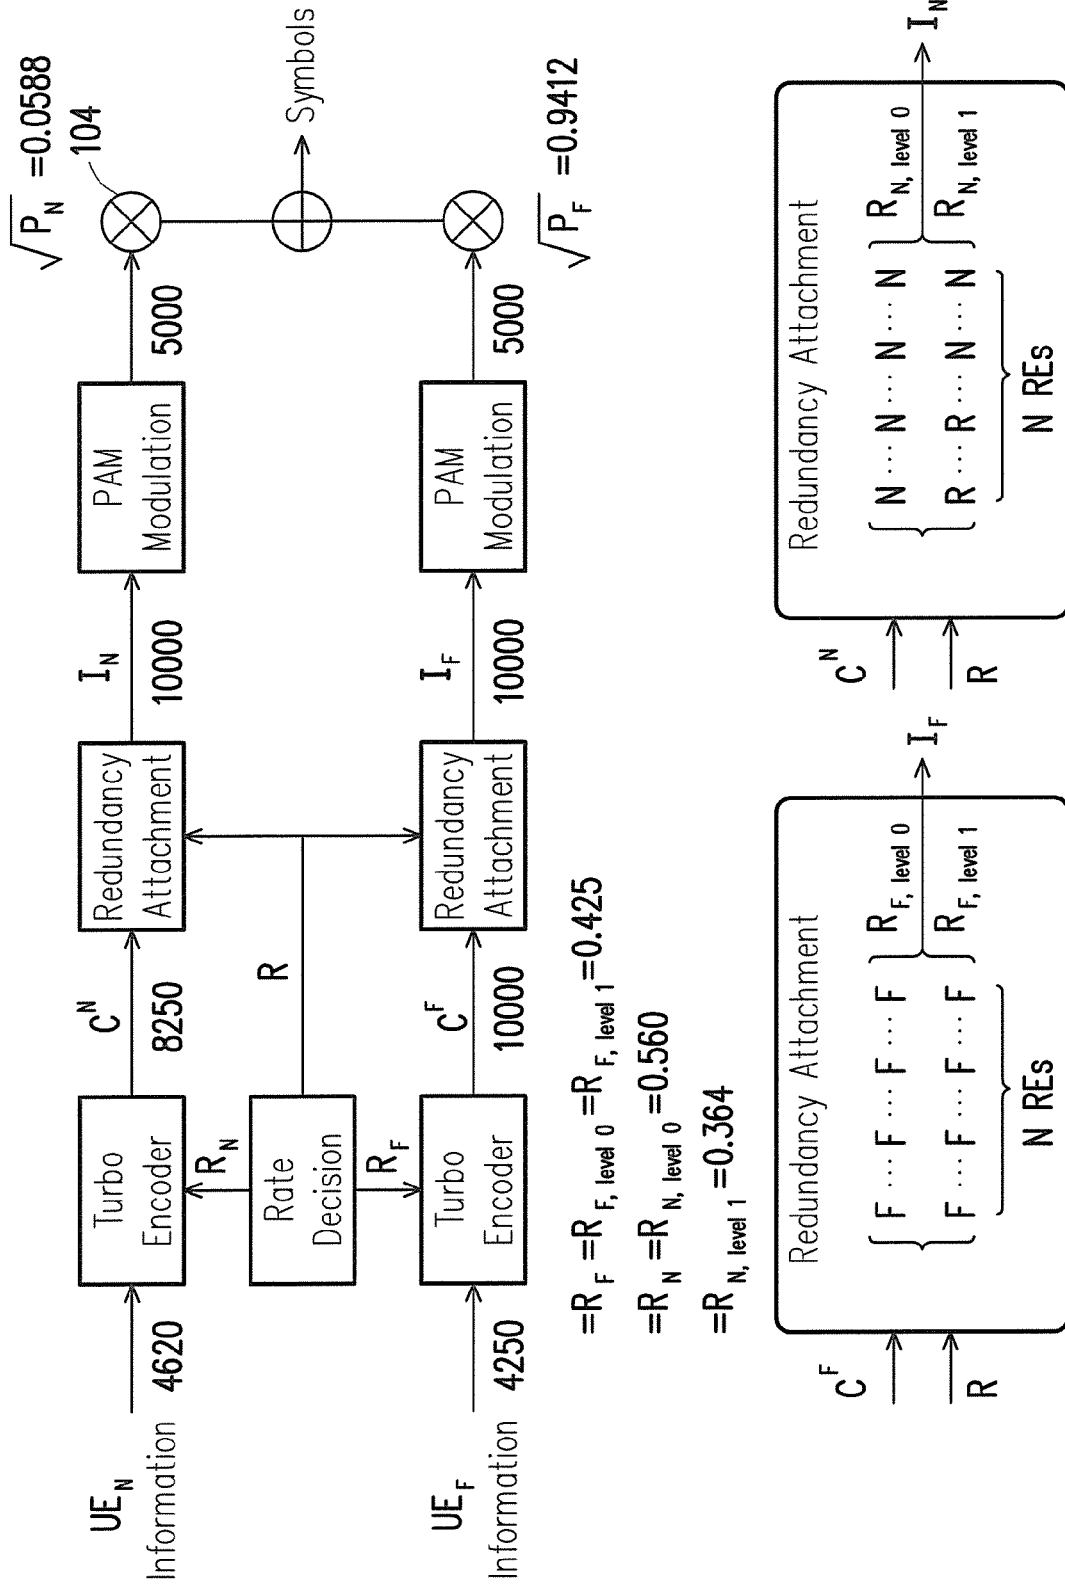 UE_N
Information
4620
Turbo
Encoder
C^N
8250
Redundancy
Attachment
I_N
10000
PAM
Modulation
5000
√P_N =0.0588
104
R_N
Rate
Decision
R
R_F
Symbols
UE_F
Information
4250
Turbo
Encoder
C^F
10000
Redundancy
Attachment
I_F
10000
PAM
Modulation
5000
√P_F =0.9412
=R_F =R_F, level 0 =R_F, level 1 =0.425
=R_N =R_N, level 0 =0.560
=R_N, level 1 =0.364
Redundancy Attachment
C^F
R
F ···· F ···· F ···· F R_F, level 0
F ···· F ···· F ···· F R_F, level 1
I_F
N REs
Redundancy Attachment
C^N
R
N ···· N ···· N ···· N R_N, level 0
R ···· R ···· N ···· N R_N, level 1
I_N
N REs